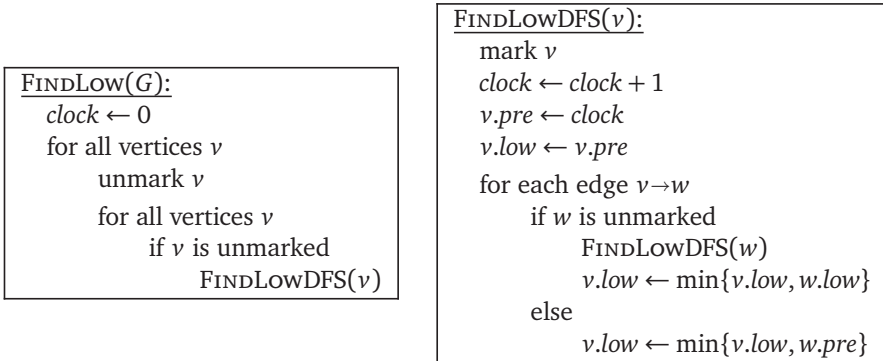 FindLow(G):
clock ← 0
for all vertices v
unmark v
for all vertices v
if v is unmarked
FindLowDFS(v)
FindLowDFS(v):
mark v
clock ← clock + 1
v.pre ← clock
v.low ← v.pre
for each edge v→w
if w is unmarked
FindLowDFS(w)
v.low ← min{v.low, w.low}
else
v.low ← min{v.low, w.pre}